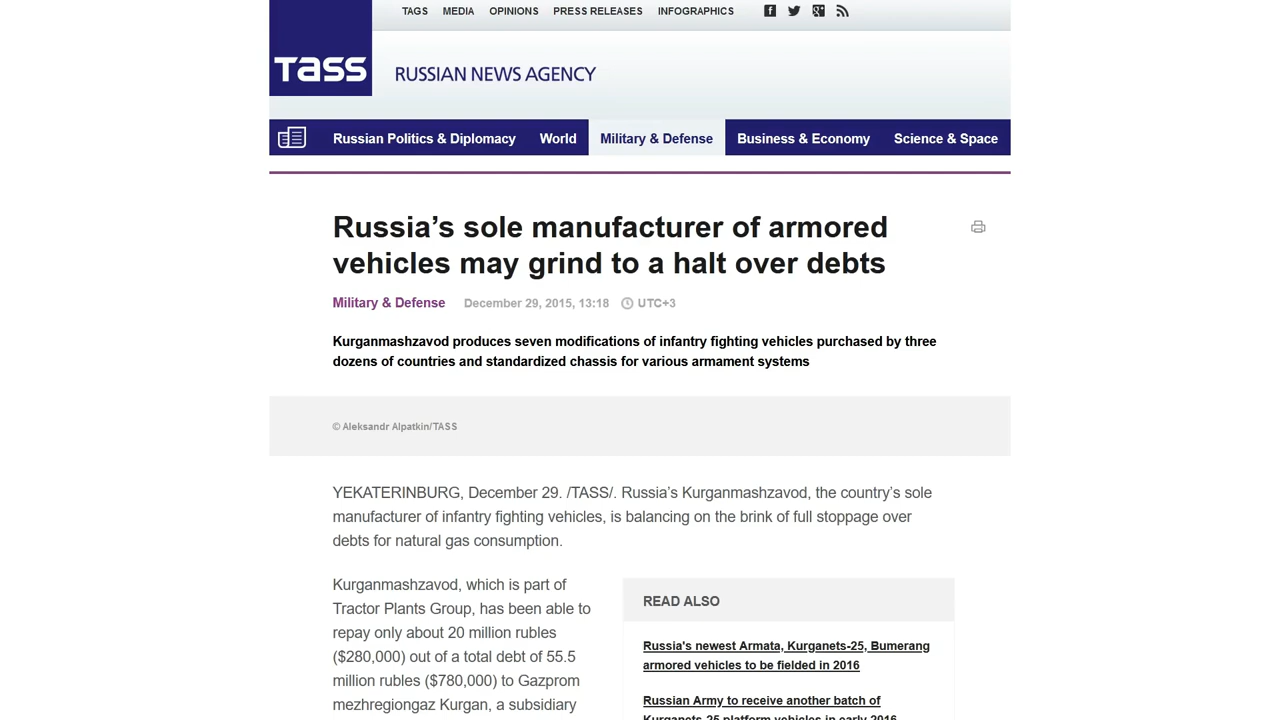 TAGS MEDIA OPINIONS PRESS RELEASES INFOGRAPHICS
TASS
RUSSIAN NEWS AGENCY
Russian Politics & Diplomacy World Military & Defense Business & Economy Science & Space
Russia’s sole manufacturer of armored
vehicles may grind to a halt over debts
Military & Defense December 29, 2015, 13:18 UTC+3
Kurganmashzavod produces seven modifications of infantry fighting vehicles purchased by three
dozens of countries and standardized chassis for various armament systems
© Aleksandr Alpatkin/TASS
YEKATERINBURG, December 29. /TASS/. Russia’s Kurganmashzavod, the country’s sole
manufacturer of infantry fighting vehicles, is balancing on the brink of full stoppage over
debts for natural gas consumption.
Kurganmashzavod, which is part of
Tractor Plants Group, has been able to
repay only about 20 million rubles
($280,000) out of a total debt of 55.5
million rubles ($780,000) to Gazprom
mezhregiongaz Kurgan, a subsidiary
READ ALSO
Russia's newest Armata, Kurganets-25, Bumerang
armored vehicles to be fielded in 2016
Russian Army to receive another batch of
Kurganets-25 platform vehicles in early 2016